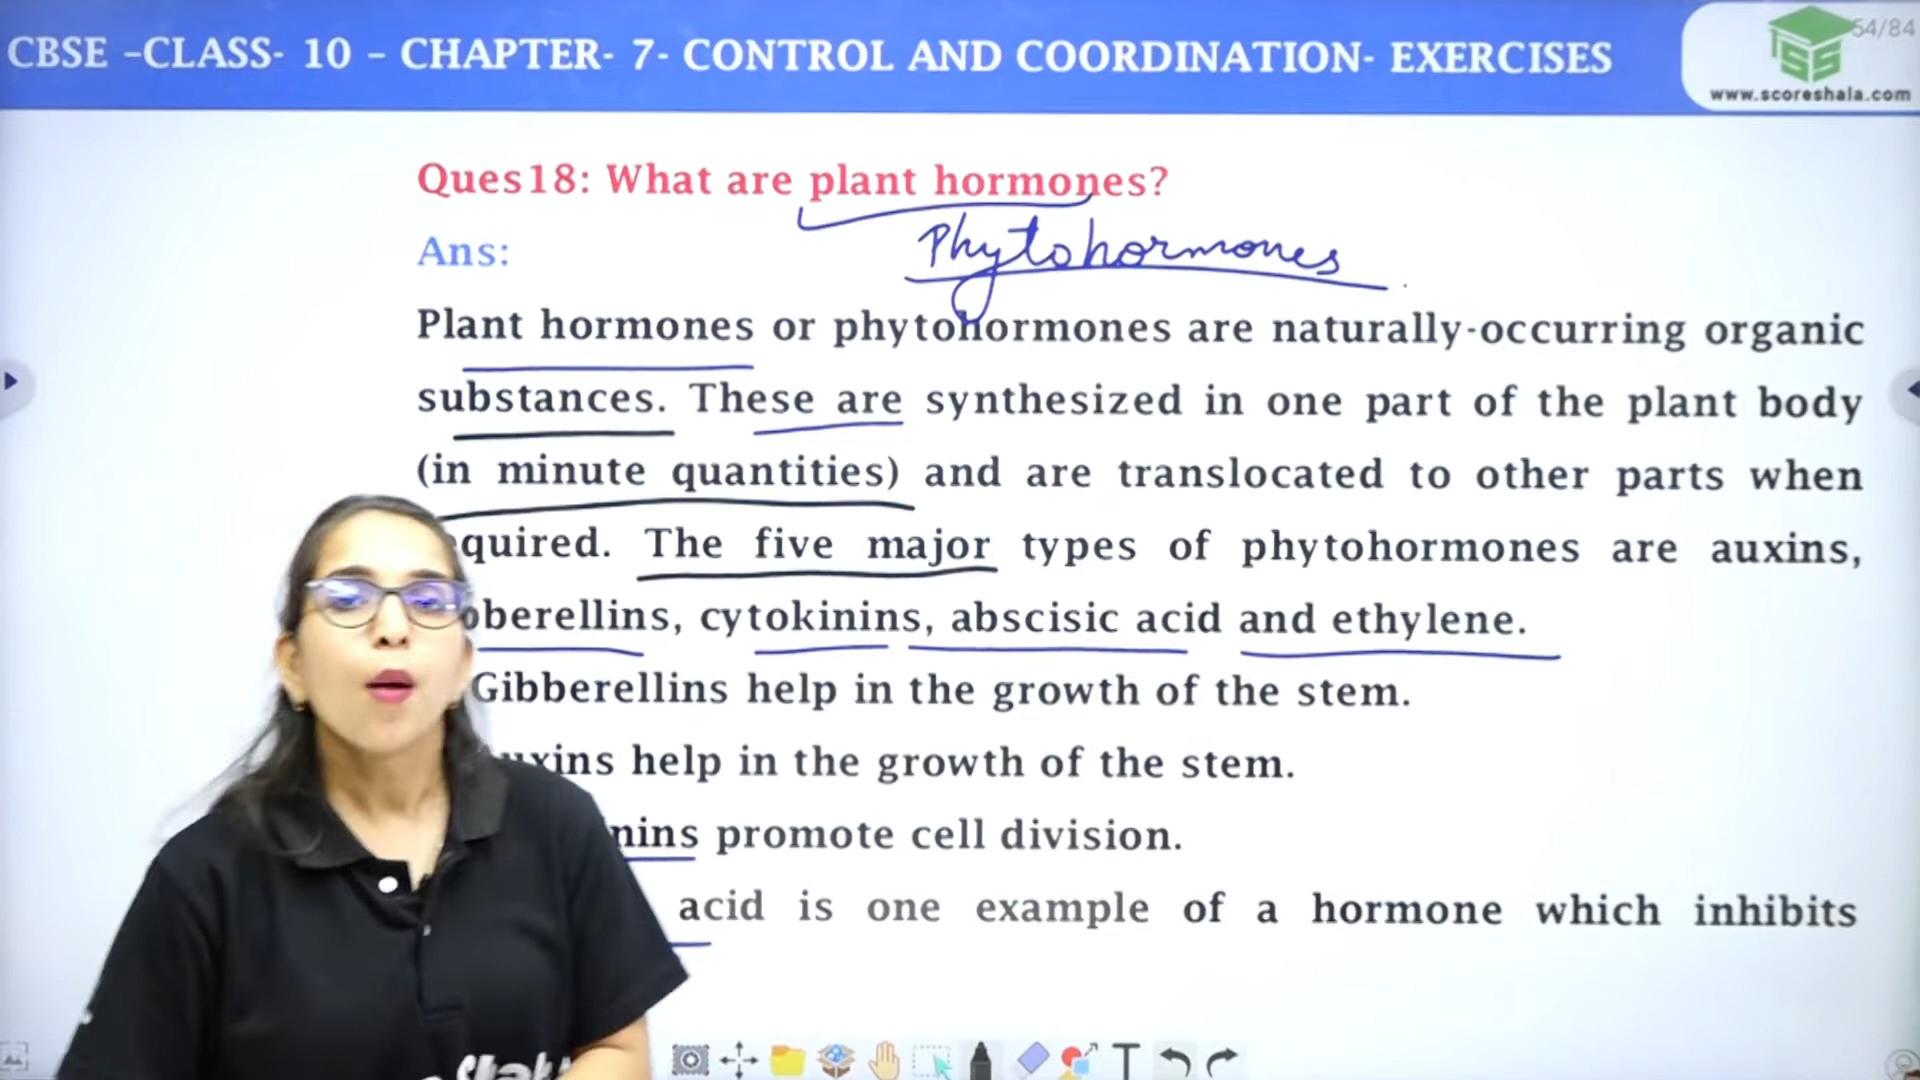 CBSE –CLASS- 10 – CHAPTER- 7- CONTROL AND COORDINATION- EXERCISES
54/84
SS
www.scoreshala.com
Ques18: What are plant hormones?
Phytohormones
Ans:
Plant hormones or phytohormones are naturally-occurring organic
substances. These are synthesized in one part of the plant body
(in minute quantities) and are translocated to other parts when
quired. The five major types of phytohormones are auxins,
berellins, cytokinins, abscisic acid and ethylene.
Gibberellins help in the growth of the stem.
uxins help in the growth of the stem.
nins promote cell division.
acid is one example of a hormone which inhibits
T